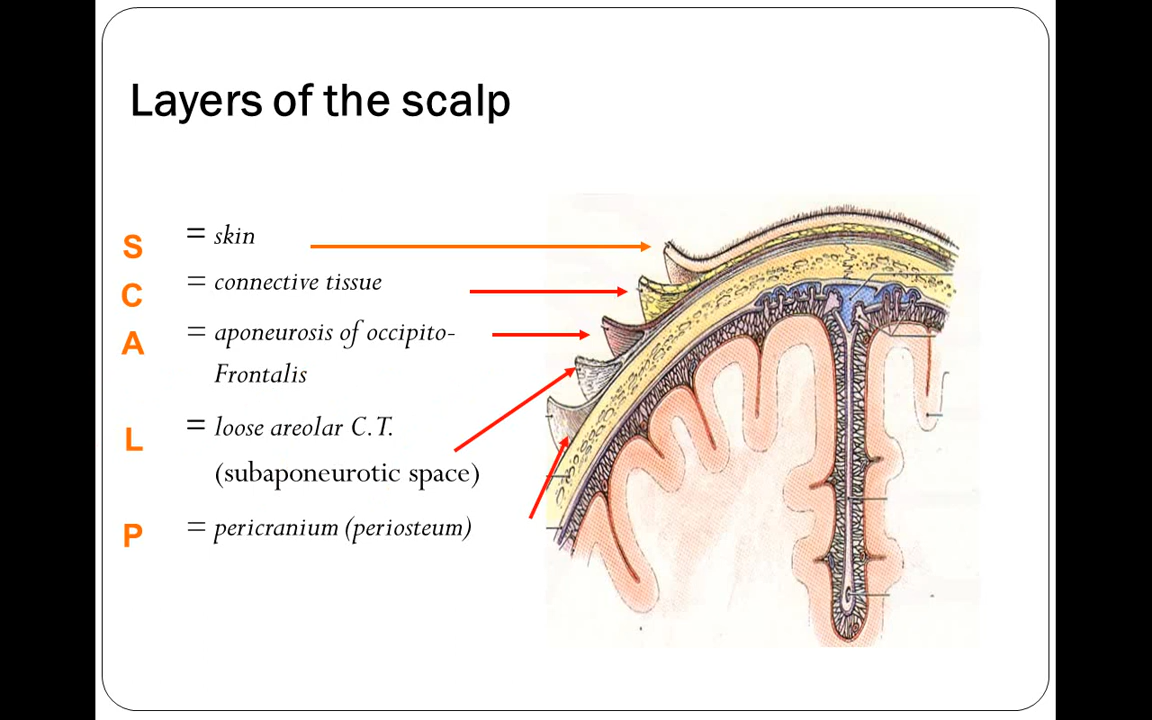 Layers of the scalp
S = skin
C = connective tissue
A = aponeurosis of occipito-
Frontalis
L = loose areolar C.T.
(subaponeurotic space)
P = pericranium (periosteum)